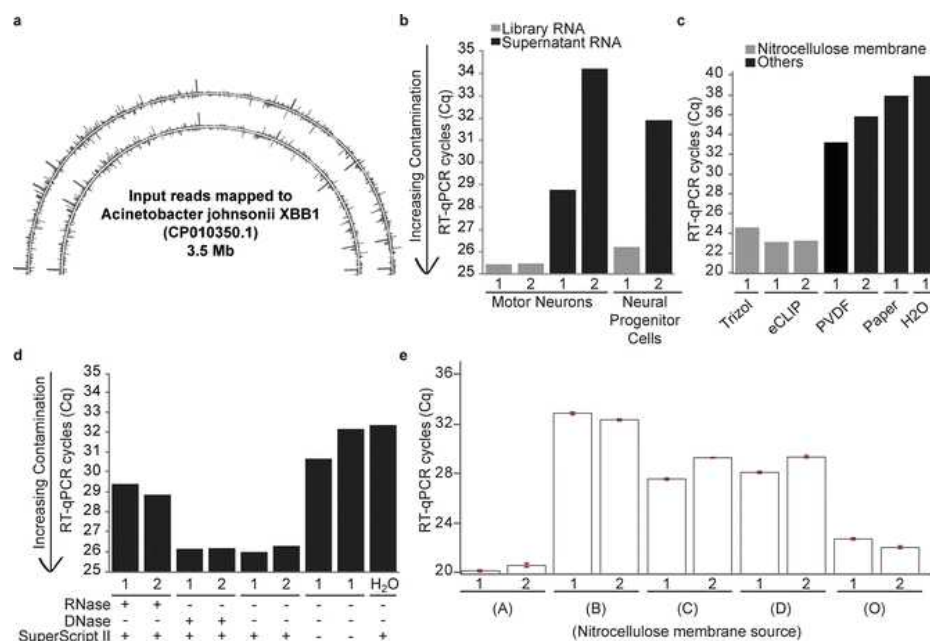 a
Input reads mapped to
Acinetobacter johnsonii XBB1
(CP010350.1)
3.5 Mb
b
Library RNA
Supernatant RNA
Increasing Contamination
RT-qPCR cycles (Cq)
35
34
33
32
31
30
29
28
27
26
25
1 2 1 2 1 2
Motor Neurons
Neural
Progenitor
Cells
c
Nitrocellulose membrane
Others
RT-qPCR cycles (Cq)
40
38
36
34
32
30
28
26
24
22
20
1 1 2 1 2 1 1
Trizol
eCLIP
PVDF
Paper
H2O
d
Increasing Contamination
RT-qPCR cycles (Cq)
35
34
33
32
31
30
29
28
27
26
25
1 2 1 2 1 2 1 1 H2O
RNase + + - - - - - - -
DNase - - + + - - - - -
SuperScript II + + + + + + - - +
e
RT-qPCR cycles (Cq)
36
32
28
24
20
1 2 1 2 1 2 1 2 1 2
(A) (B) (C) (D) (O)
(Nitrocellulose membrane source)